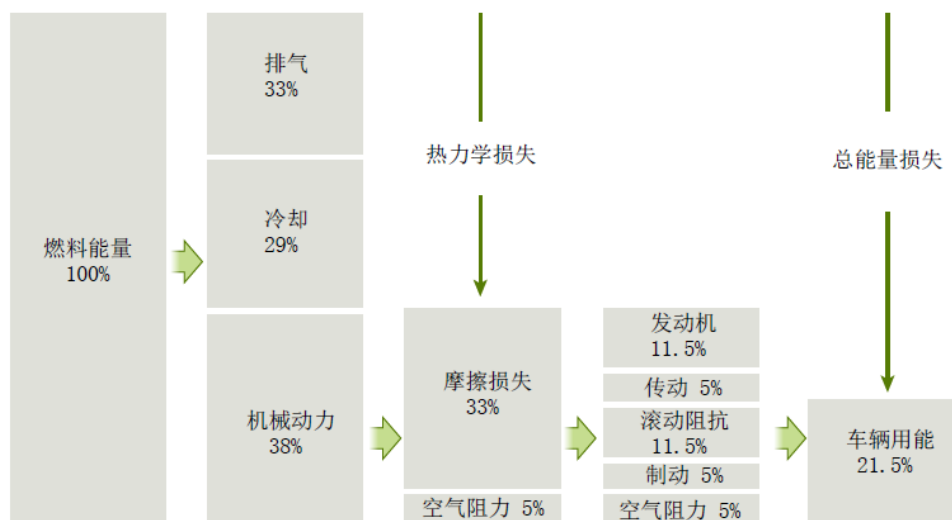 燃料能量
100%
排气
33%
冷却
29%
机械动力
38%
热力学损失
摩擦损失
33%
空气阻力 5%
发动机
11.5%
传动 5%
滚动阻抗
11.5%
制动 5%
空气阻力 5%
总能量损失
车辆用能
21.5%